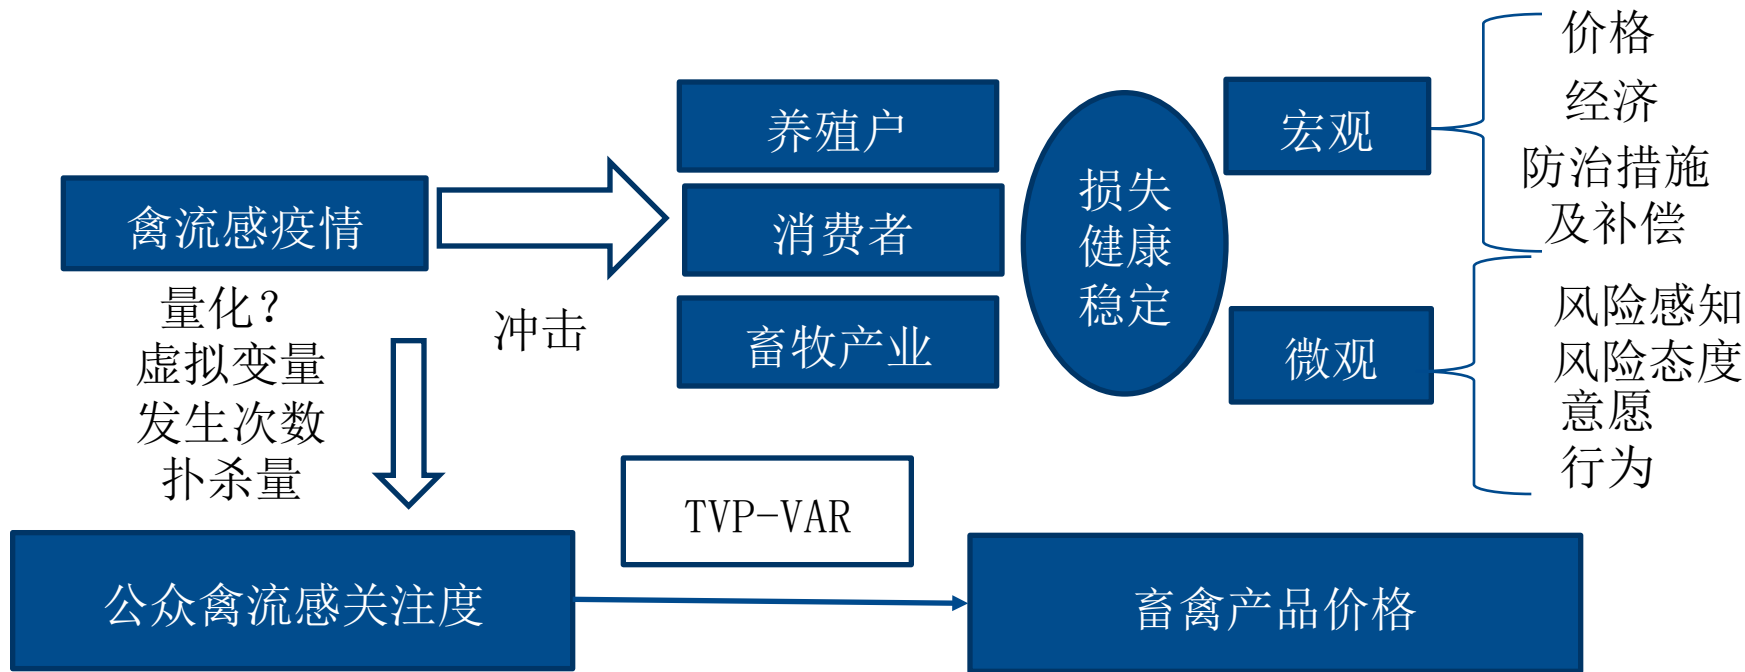 禽流感疫情
量化？
虚拟变量
发生次数
扑杀量
冲击
养殖户
消费者
畜牧产业
损失
健康
稳定
宏观
价格
经济
防治措施
及补偿
微观
风险感知
风险态度
意愿
行为
TVP-VAR
公众禽流感关注度
畜禽产品价格